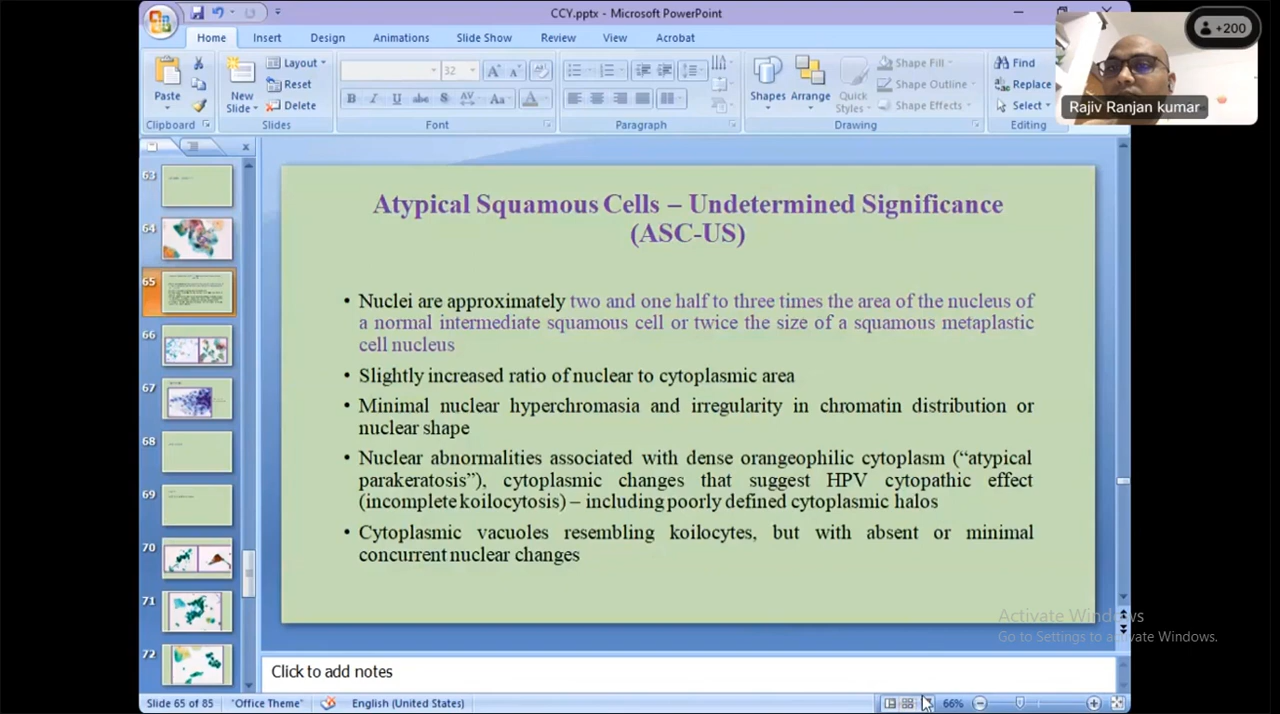 CCY.pptx - Microsoft PowerPoint
+200
Rajiv Ranjan kumar
Home Insert Design Animations Slide Show Review View Acrobat
Paste
New
Slide
Layout
Reset
Delete
32
B I U abc S AV Aa A
Shapes Arrange Quick
Styles
Shape Fill
Shape Outline
Shape Effects
Find
Replace
Select
Clipboard Slides Font Paragraph Drawing Editing
63
64
65
66
67
68
69
70
71
72
Atypical Squamous Cells – Undetermined Significance
(ASC-US)
• Nuclei are approximately two and one half to three times the area of the nucleus of
a normal intermediate squamous cell or twice the size of a squamous metaplastic
cell nucleus
• Slightly increased ratio of nuclear to cytoplasmic area
• Minimal nuclear hyperchromasia and irregularity in chromatin distribution or
nuclear shape
• Nuclear abnormalities associated with dense orangeophilic cytoplasm (“atypical
parakeratosis”), cytoplasmic changes that suggest HPV cytopathic effect
(incomplete koilocytosis) – including poorly defined cytoplasmic halos
• Cytoplasmic vacuoles resembling koilocytes, but with absent or minimal
concurrent nuclear changes
Activate Windows
Go to Settings to activate Windows.
Click to add notes
Slide 65 of 85 "Office Theme" English (United States) 66%